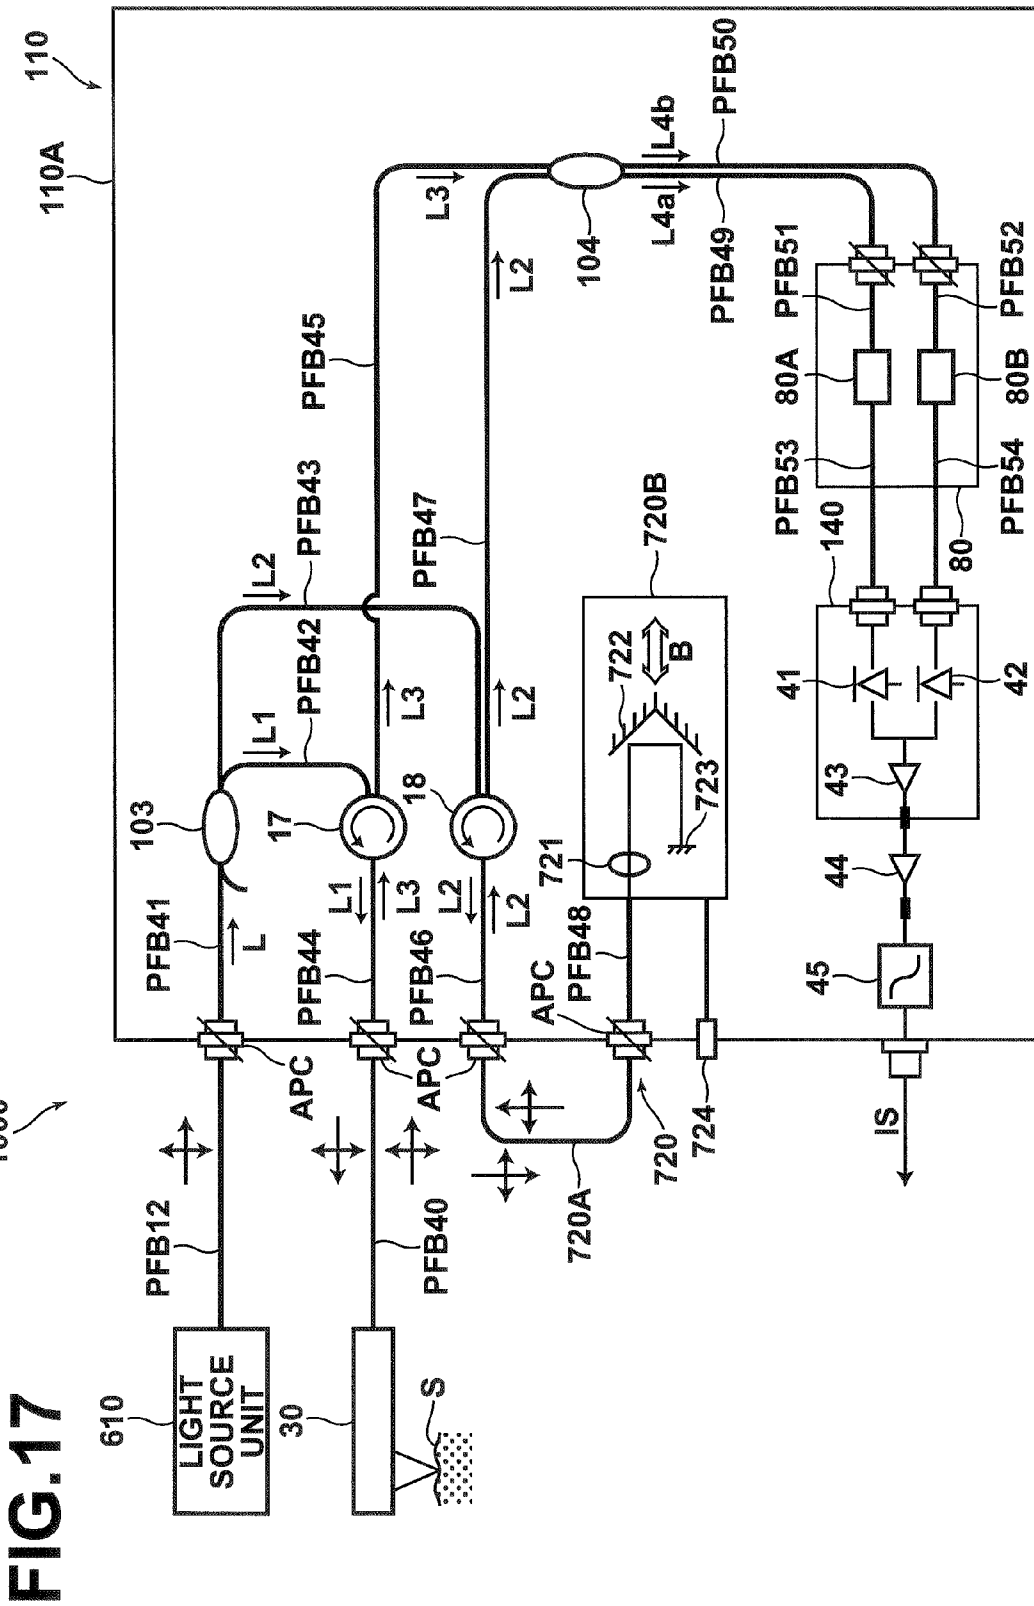 FIG.17
110
110A
610
LIGHT
SOURCE
UNIT
PFB12
APC
PFB41
L
103
L1
PFB42
L2
PFB43
PFB45
L3
104
L4a
L4b
PFB49
PFB50
30
S
PFB40
APC
PFB44
L1
L3
17
L3
PFB46
L2
L2
18
L2
PFB47
L2
720A
720
724
APC
PFB48
721
722
723
B
720B
IS
45
44
43
41
42
140
80
PFB53
PFB54
80A
80B
PFB51
PFB52